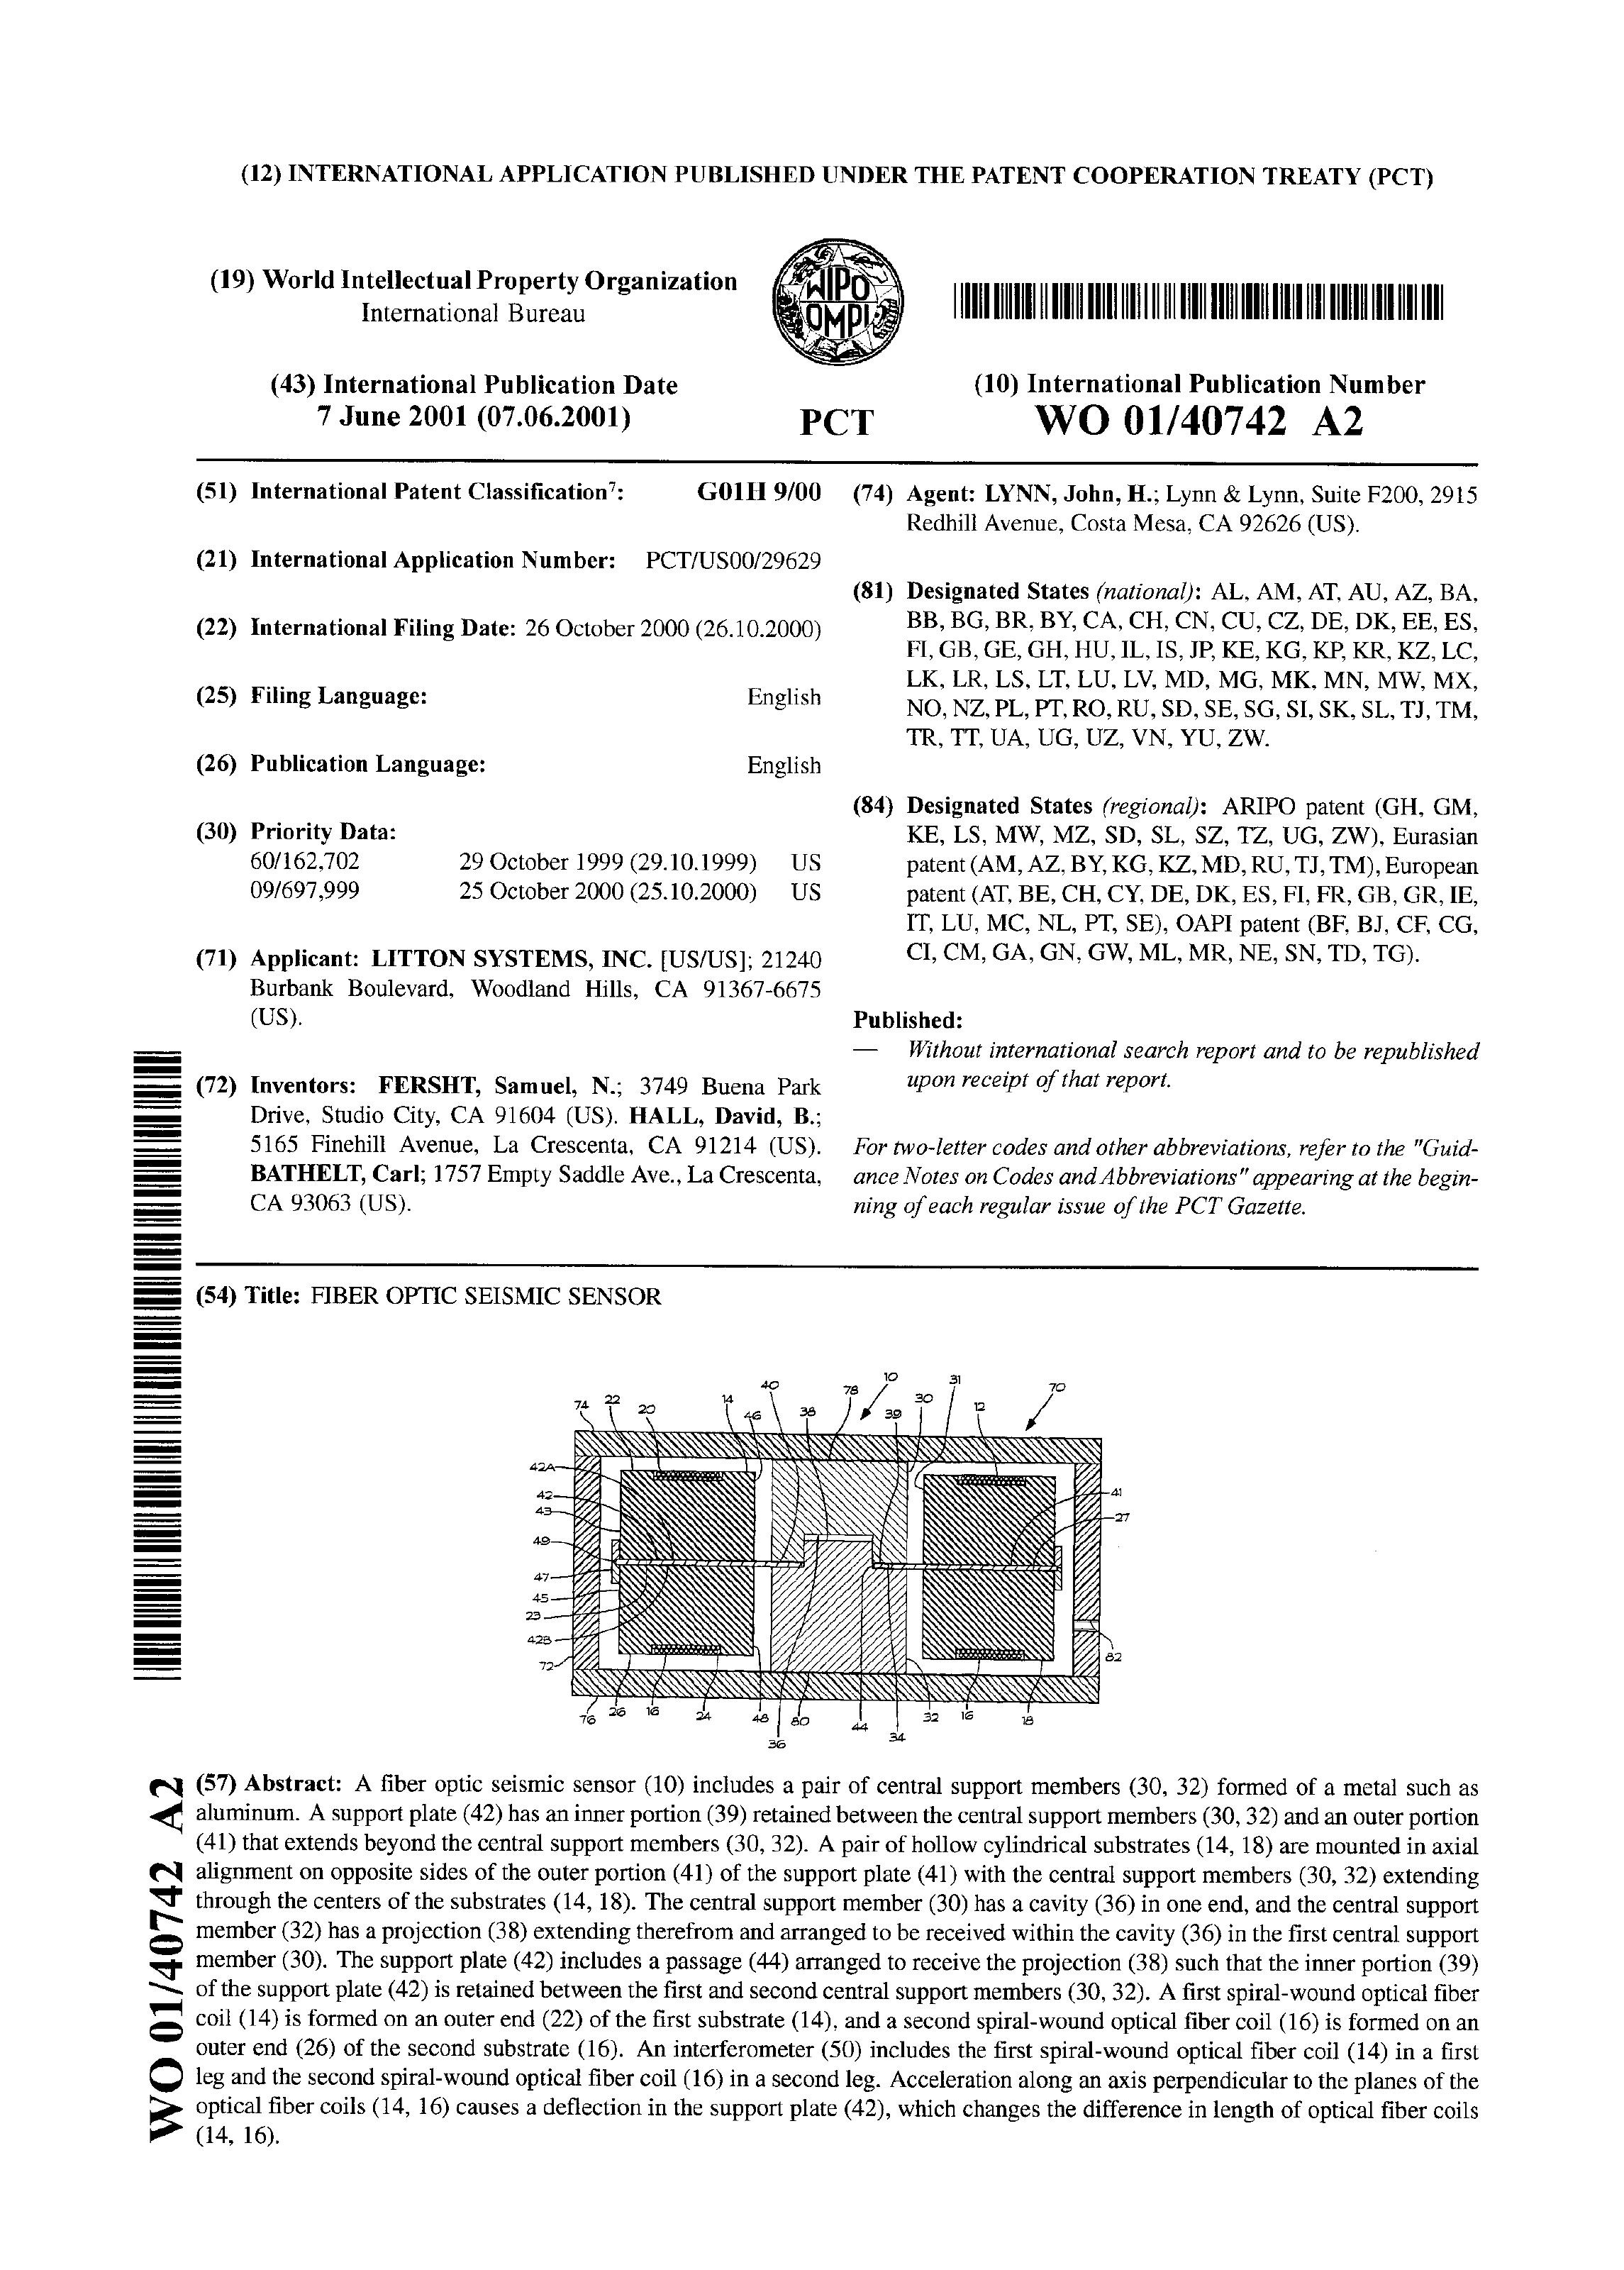 (12) INTERNATIONAL APPLICATION PUBLISHED UNDER THE PATENT COOPERATION TREATY (PCT)
(19) World Intellectual Property Organization
International Bureau
WIPO
OMPI
(43) International Publication Date
7 June 2001 (07.06.2001)
PCT
(10) International Publication Number
WO 01/40742 A2
(51) International Patent Classification7: G01H 9/00
(21) International Application Number: PCT/US00/29629
(22) International Filing Date: 26 October 2000 (26.10.2000)
(25) Filing Language: English
(26) Publication Language: English
(30) Priority Data:
60/162,702 29 October 1999 (29.10.1999) US
09/697,999 25 October 2000 (25.10.2000) US
(71) Applicant: LITTON SYSTEMS, INC. [US/US]; 21240
Burbank Boulevard, Woodland Hills, CA 91367-6675
(US).
(72) Inventors: FERSHT, Samuel, N.; 3749 Buena Park
Drive, Studio City, CA 91604 (US). HALL, David, B.;
5165 Finehill Avenue, La Crescenta, CA 91214 (US).
BATHELT, Carl; 1757 Empty Saddle Ave., La Crescenta,
CA 93063 (US).
(74) Agent: LYNN, John, H.; Lynn & Lynn, Suite F200, 2915
Redhill Avenue, Costa Mesa, CA 92626 (US).
(81) Designated States (national): AL, AM, AT, AU, AZ, BA,
BB, BG, BR, BY, CA, CH, CN, CU, CZ, DE, DK, EE, ES,
FI, GB, GE, GH, HU, IL, IS, JP, KE, KG, KP, KR, KZ, LC,
LK, LR, LS, LT, LU, LV, MD, MG, MK, MN, MW, MX,
NO, NZ, PL, PT, RO, RU, SD, SE, SG, SI, SK, SL, TJ, TM,
TR, TT, UA, UG, UZ, VN, YU, ZW.
(84) Designated States (regional): ARIPO patent (GH, GM,
KE, LS, MW, MZ, SD, SL, SZ, TZ, UG, ZW), Eurasian
patent (AM, AZ, BY, KG, KZ, MD, RU, TJ, TM), European
patent (AT, BE, CH, CY, DE, DK, ES, FI, FR, GB, GR, IE,
IT, LU, MC, NL, PT, SE), OAPI patent (BF, BJ, CF, CG,
CI, CM, GA, GN, GW, ML, MR, NE, SN, TD, TG).
Published:
— Without international search report and to be republished
upon receipt of that report.
For two-letter codes and other abbreviations, refer to the "Guid-
ance Notes on Codes and Abbreviations" appearing at the begin-
ning of each regular issue of the PCT Gazette.
(54) Title: FIBER OPTIC SEISMIC SENSOR
74 22 20 14 46 40 38 78 10 39 30 31 12 70
42A
42
43
49
47
45
23
42B
72
41
27
82
76 26 16 24 48 36 80 44 34 32 16 18
(57) Abstract: A fiber optic seismic sensor (10) includes a pair of central support members (30, 32) formed of a metal such as
aluminum. A support plate (42) has an inner portion (39) retained between the central support members (30, 32) and an outer portion
(41) that extends beyond the central support members (30, 32). A pair of hollow cylindrical substrates (14, 18) are mounted in axial
alignment on opposite sides of the outer portion (41) of the support plate (41) with the central support members (30, 32) extending
through the centers of the substrates (14, 18). The central support member (30) has a cavity (36) in one end, and the central support
member (32) has a projection (38) extending therefrom and arranged to be received within the cavity (36) in the first central support
member (30). The support plate (42) includes a passage (44) arranged to receive the projection (38) such that the inner portion (39)
of the support plate (42) is retained between the first and second central support members (30, 32). A first spiral-wound optical fiber
coil (14) is formed on an outer end (22) of the first substrate (14), and a second spiral-wound optical fiber coil (16) is formed on an
outer end (26) of the second substrate (16). An interferometer (50) includes the first spiral-wound optical fiber coil (14) in a first
leg and the second spiral-wound optical fiber coil (16) in a second leg. Acceleration along an axis perpendicular to the planes of the
optical fiber coils (14, 16) causes a deflection in the support plate (42), which changes the difference in length of optical fiber coils
(14, 16).
WO 01/40742 A2